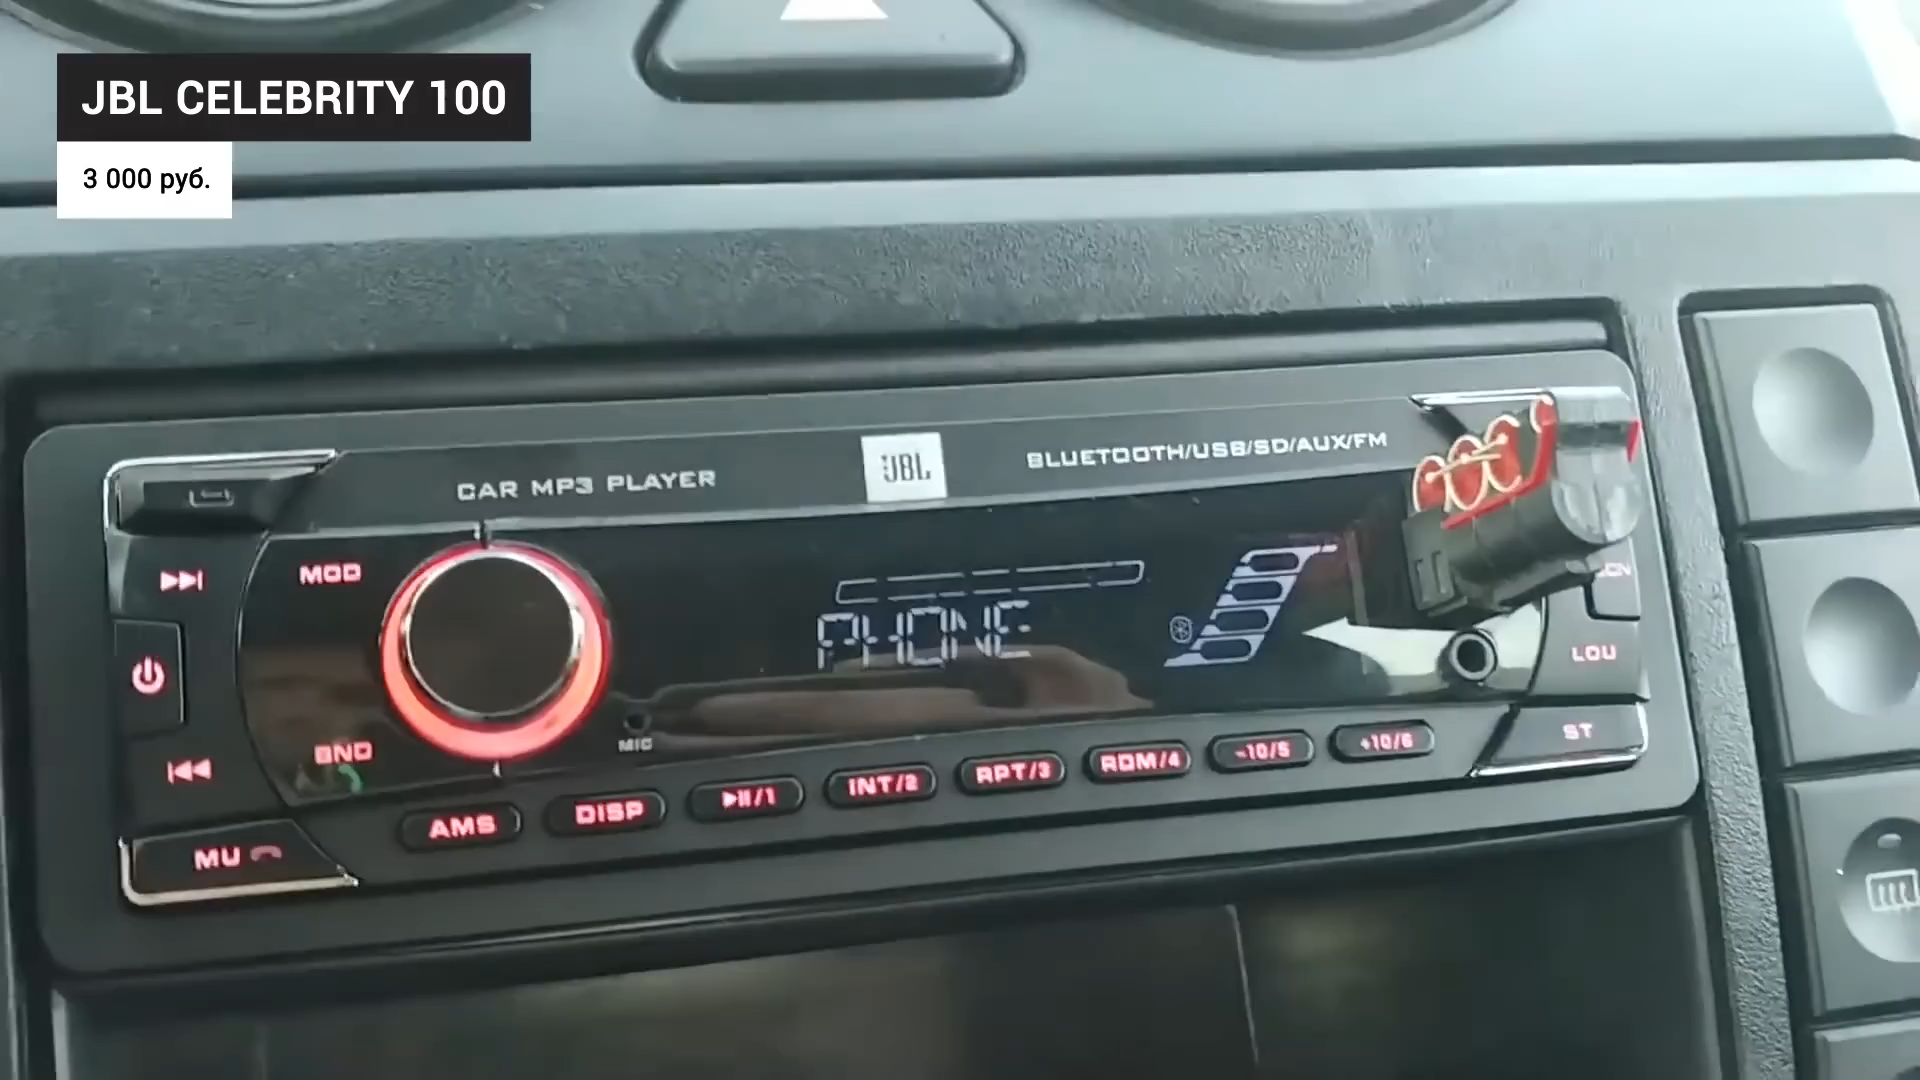 JBL CELEBRITY 100
3 000 руб.
CAR MP3 PLAYER
JBL
BLUETOOTH/USB/SD/AUX/FM
MOD
PHONE
LOU
BND
MIC
ST
AMS
DISP
/1
INT/2
RPT/3
RDM/4
-10/5
+10/6
MU